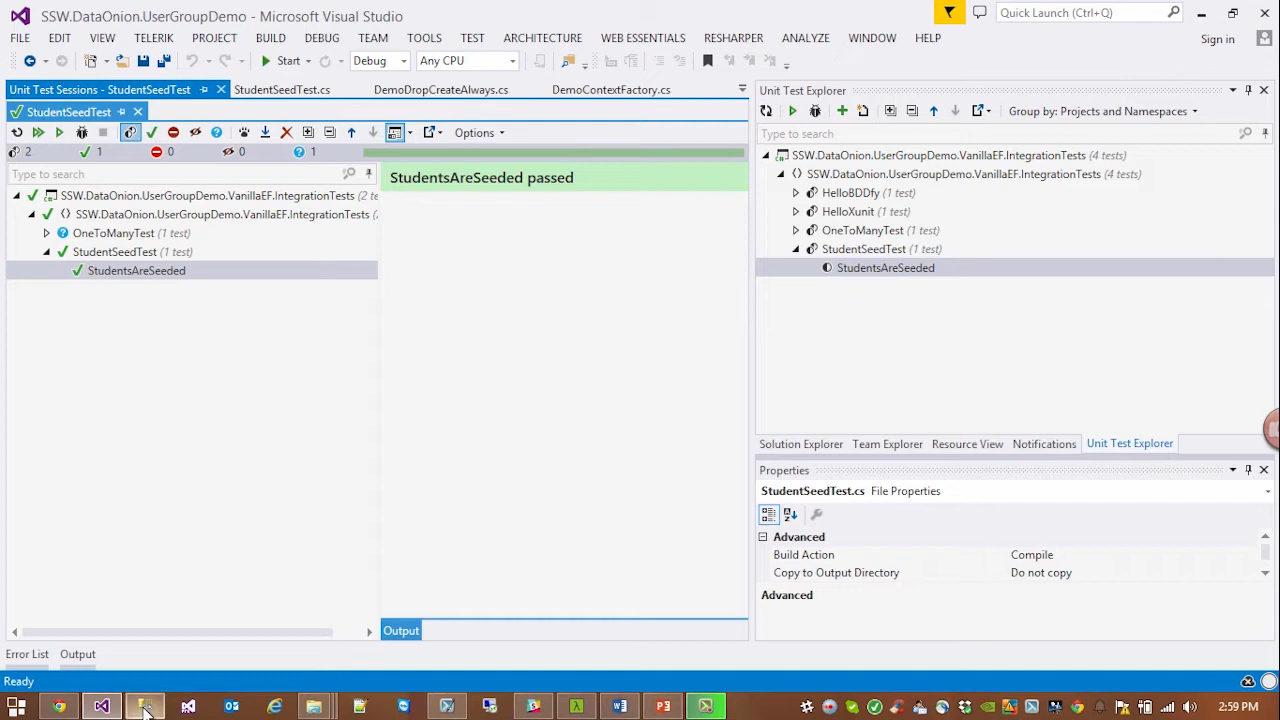 SSW.DataOnion.UserGroupDemo - Microsoft Visual Studio
Quick Launch (Ctrl+Q)
FILE EDIT VIEW TELERIK PROJECT BUILD DEBUG TEAM TOOLS TEST ARCHITECTURE WEB ESSENTIALS RESHARPER ANALYZE WINDOW HELP Sign in
Start Debug Any CPU
Unit Test Sessions - StudentSeedTest StudentSeedTest.cs DemoDropCreateAlways.cs DemoContextFactory.cs
StudentSeedTest
Options
2 1 0 0 1
Type to search
SSW.DataOnion.UserGroupDemo.VanillaEF.IntegrationTests (2 te
SSW.DataOnion.UserGroupDemo.VanillaEF.IntegrationTests (2
OneToManyTest (1 test)
StudentSeedTest (1 test)
StudentsAreSeeded
StudentsAreSeeded passed
Output
Unit Test Explorer
Group by: Projects and Namespaces
Type to search
SSW.DataOnion.UserGroupDemo.VanillaEF.IntegrationTests (4 tests)
SSW.DataOnion.UserGroupDemo.VanillaEF.IntegrationTests (4 tests)
HelloBDDfy (1 test)
HelloXunit (1 test)
OneToManyTest (1 test)
StudentSeedTest (1 test)
StudentsAreSeeded
Solution Explorer Team Explorer Resource View Notifications Unit Test Explorer
Properties
StudentSeedTest.cs File Properties
Advanced
Build Action Compile
Copy to Output Directory Do not copy
Advanced
Error List Output
Ready
2:59 PM